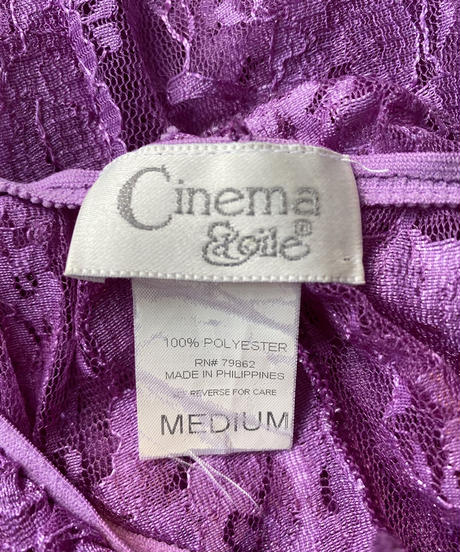 Cinema
Etoile®
100% POLYESTER
RN# 79862
MADE IN PHILIPPINES
REVERSE FOR CARE
MEDIUM